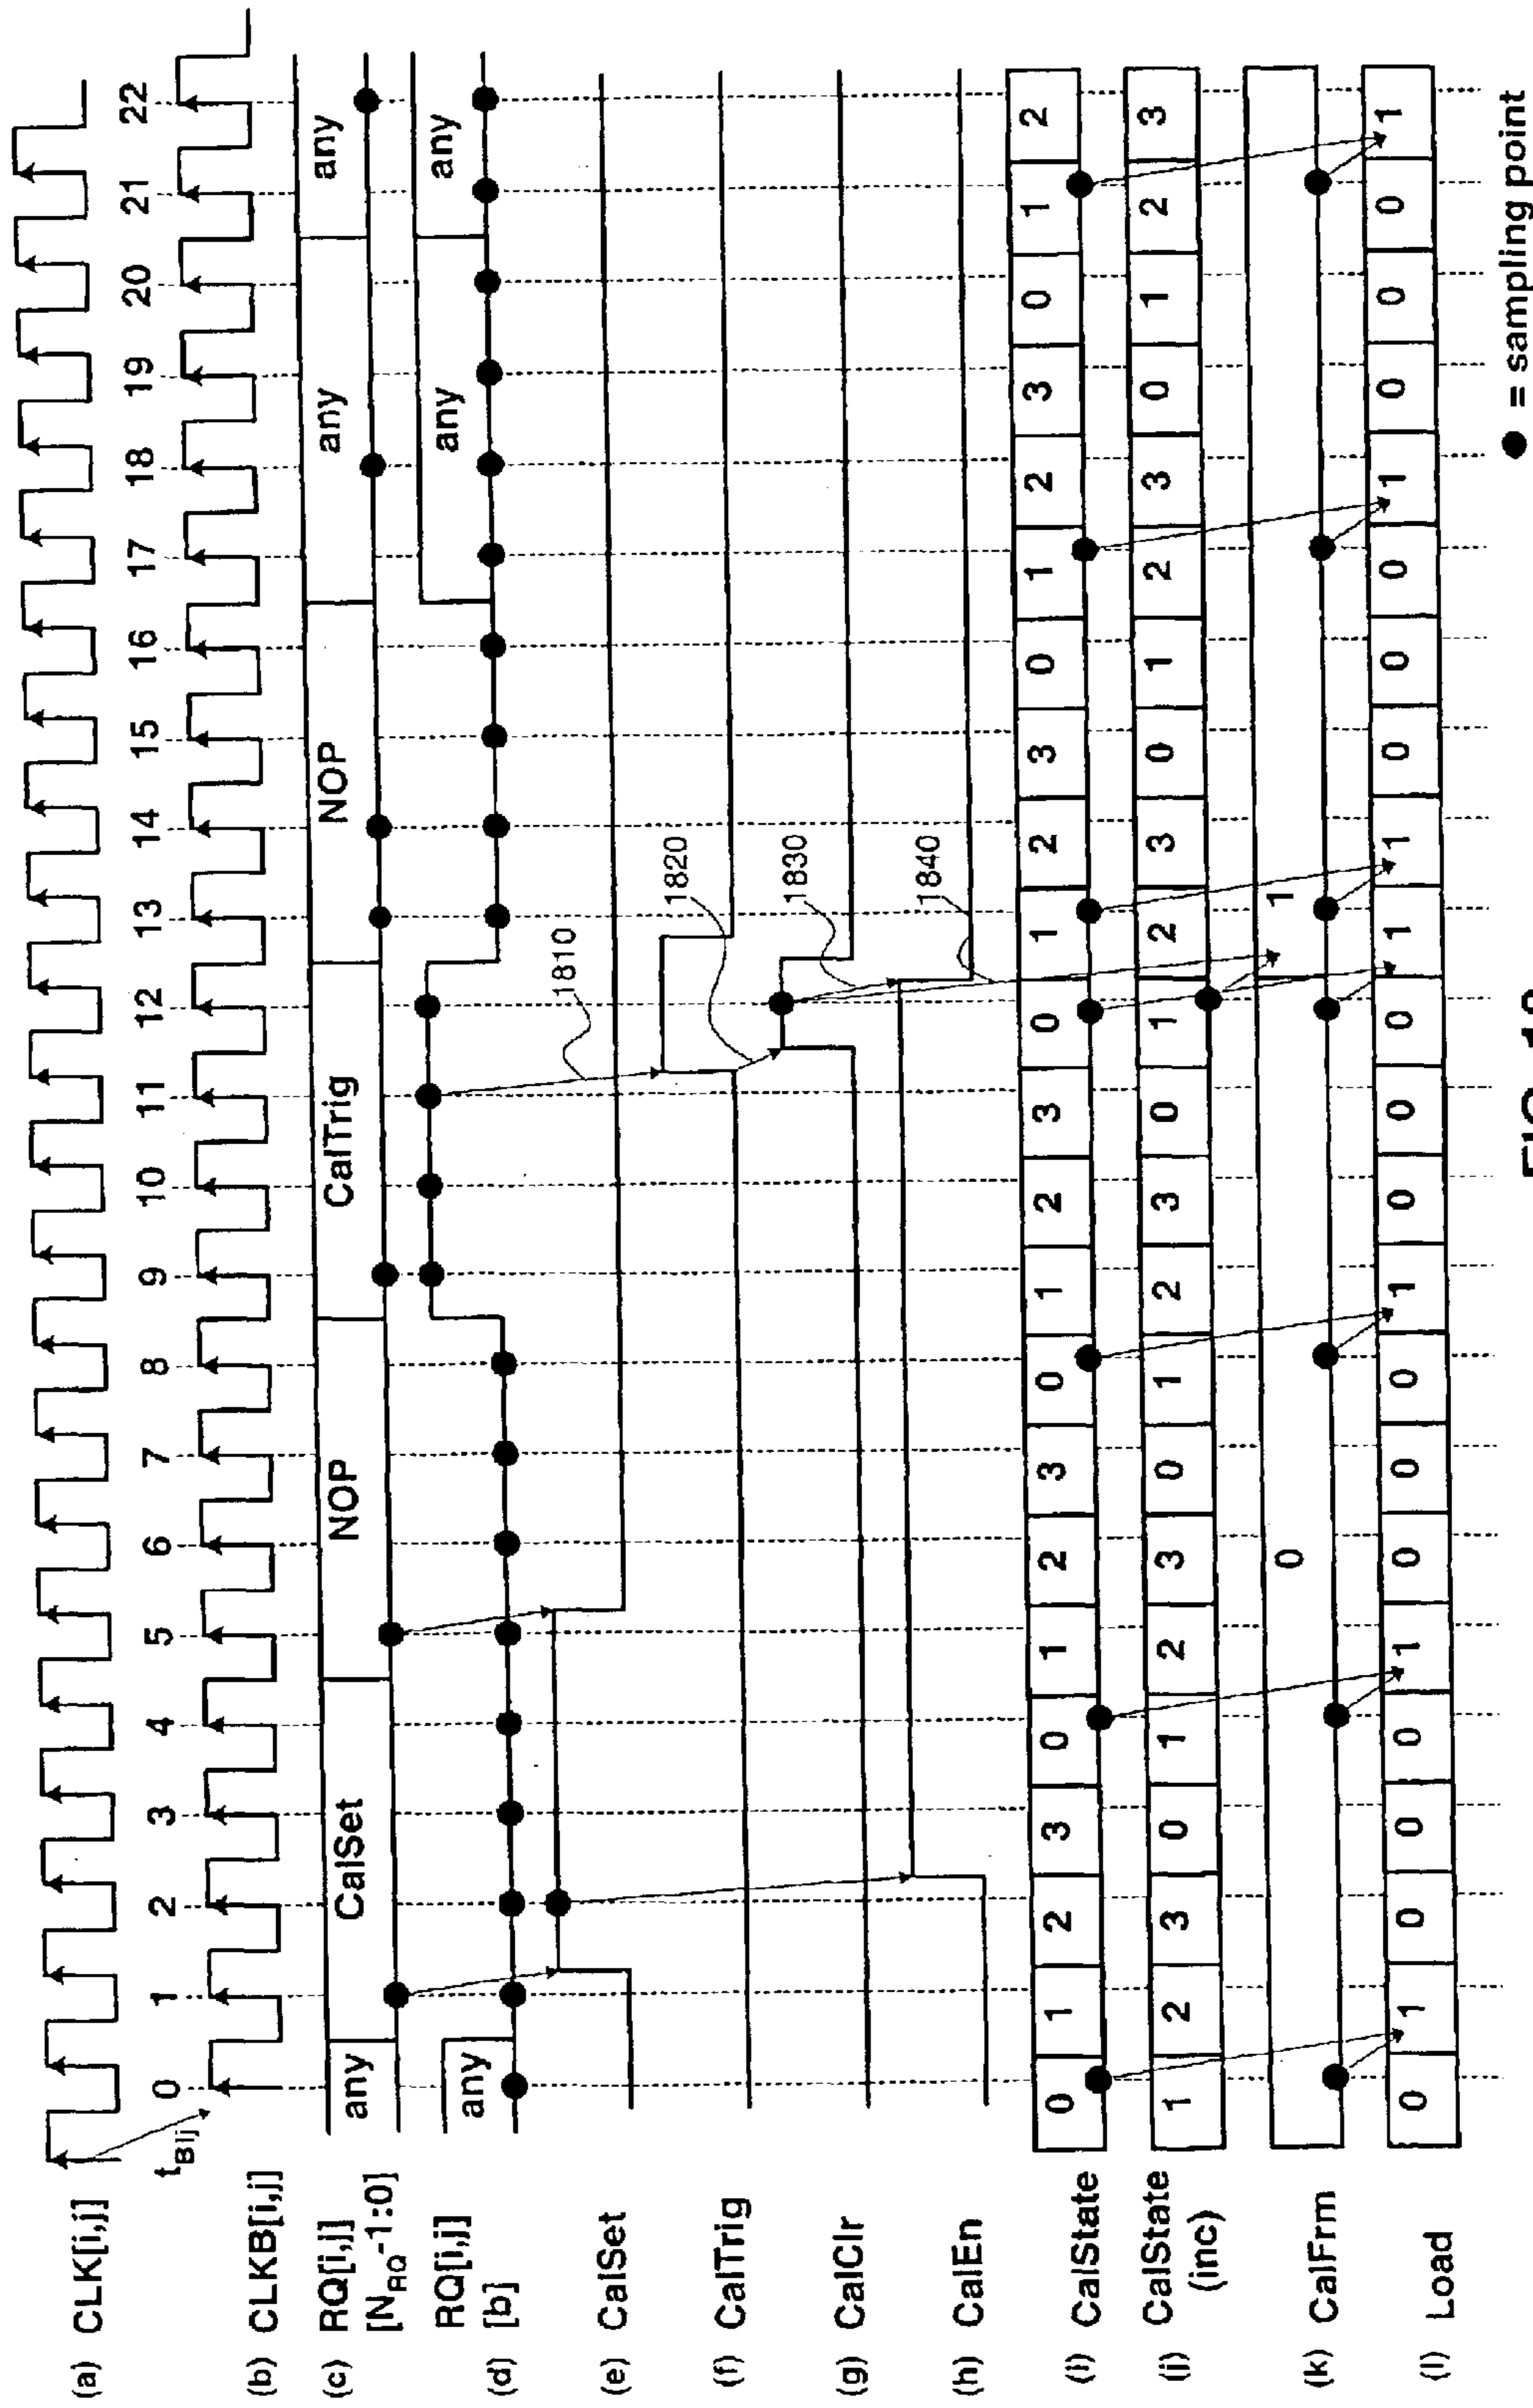 (a) CLK[i,j]
tBij
0 1 2 3 4 5 6 7 8 9 10 11 12 13 14 15 16 17 18 19 20 21 22
(b) CLKB[i,j]
(c) RQ[i,j] any CalSet NOP CalTrig NOP any any
[NRQ-1:0]
(d) RQ[i,j] any any any
[b]
(e) CalSet 1810
(f) CalTrig 1820
(g) CalClr 1830
(h) CalEn 1840
(i) CalState 0 1 2 3 0 1 2 3 0 1 2 3 0 1 2 3 0 1 2 3 0 1 2
(j) CalState 1 2 3 0 1 2 3 0 1 2 3 0 1 2 3 0 1 2 3 0 1 2 3
(inc)
(k) CalFrm 0 1
(l) Load 0 1 0 0 0 1 0 0 0 1 0 0 0 1 1 0 0 0 1 0 0 0 1
● = sampling point